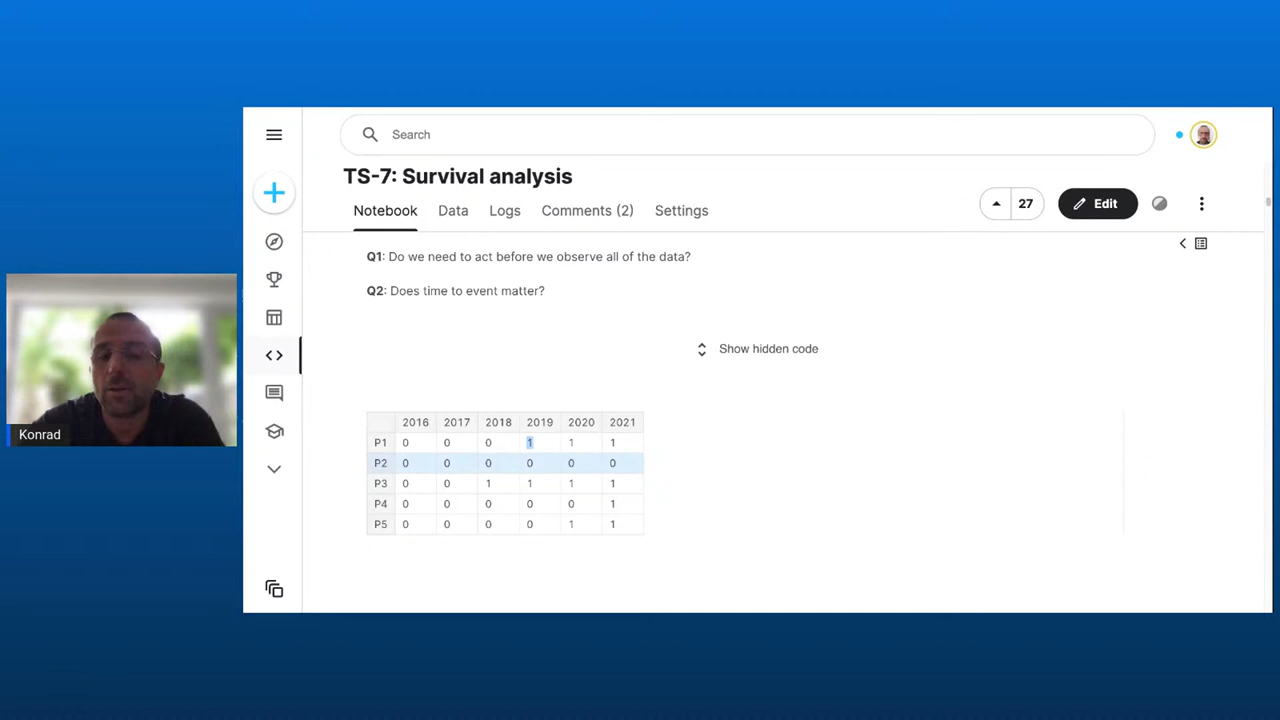 Search
TS-7: Survival analysis
Notebook Data Logs Comments (2) Settings
27 Edit
Q1: Do we need to act before we observe all of the data?
Q2: Does time to event matter?
Show hidden code
2016 2017 2018 2019 2020 2021
P1 0 0 0 1 1 1
P2 0 0 0 0 0 0
P3 0 0 1 1 1 1
P4 0 0 0 0 0 1
P5 0 0 0 0 1 1
Konrad